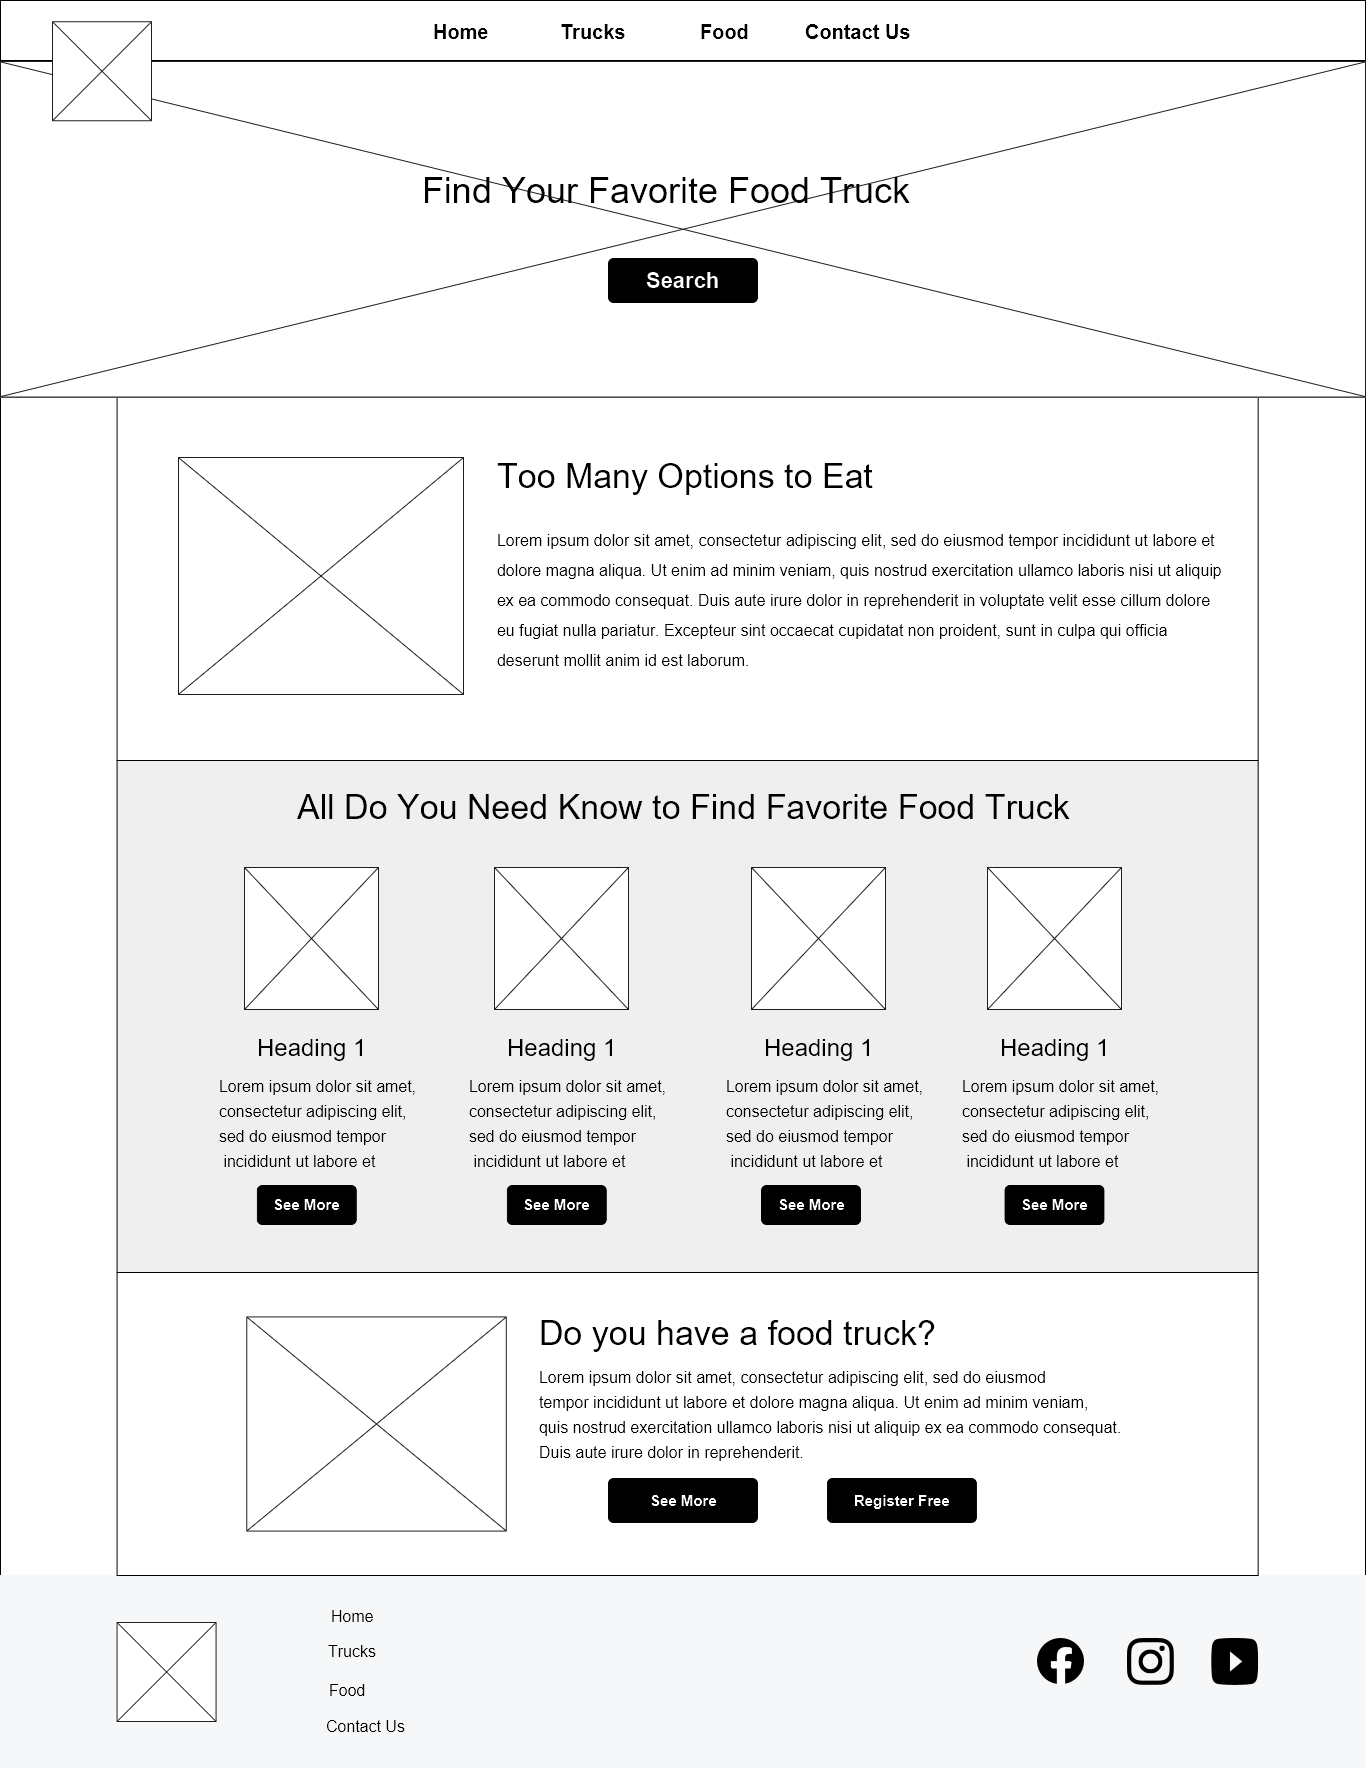 Home Trucks Food Contact Us
Find Your Favorite Food Truck
Search
Too Many Options to Eat
Lorem ipsum dolor sit amet, consectetur adipiscing elit, sed do eiusmod tempor incididunt ut labore et
dolore magna aliqua. Ut enim ad minim veniam, quis nostrud exercitation ullamco laboris nisi ut aliquip
ex ea commodo consequat. Duis aute irure dolor in reprehenderit in voluptate velit esse cillum dolore
eu fugiat nulla pariatur. Excepteur sint occaecat cupidatat non proident, sunt in culpa qui officia
deserunt mollit anim id est laborum.
All Do You Need Know to Find Favorite Food Truck
Heading 1
Lorem ipsum dolor sit amet,
consectetur adipiscing elit,
sed do eiusmod tempor
incididunt ut labore et
See More
Heading 1
Lorem ipsum dolor sit amet,
consectetur adipiscing elit,
sed do eiusmod tempor
incididunt ut labore et
See More
Heading 1
Lorem ipsum dolor sit amet,
consectetur adipiscing elit,
sed do eiusmod tempor
incididunt ut labore et
See More
Heading 1
Lorem ipsum dolor sit amet,
consectetur adipiscing elit,
sed do eiusmod tempor
incididunt ut labore et
See More
Do you have a food truck?
Lorem ipsum dolor sit amet, consectetur adipiscing elit, sed do eiusmod
tempor incididunt ut labore et dolore magna aliqua. Ut enim ad minim veniam,
quis nostrud exercitation ullamco laboris nisi ut aliquip ex ea commodo consequat.
Duis aute irure dolor in reprehenderit.
See More Register Free
Home
Trucks
Food
Contact Us